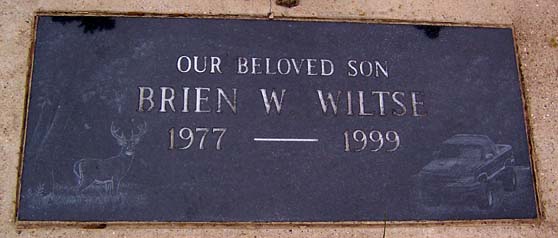 OUR BELOVED SON
BRIEN W WILTSE
1977 — 1999